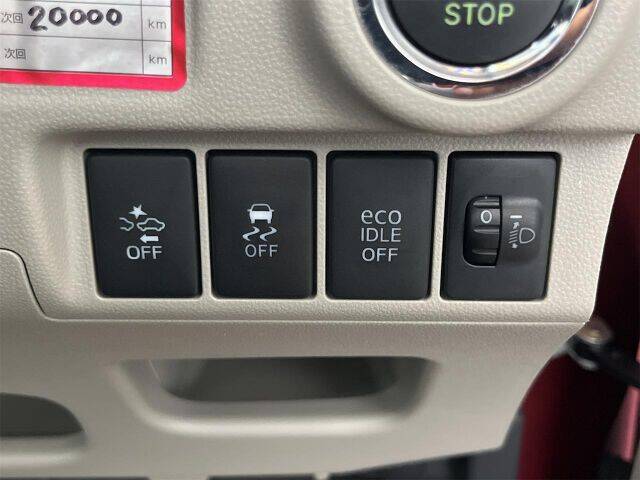 次回 20000 km
次回 km
STOP
OFF
OFF
eco
IDLE
OFF
0